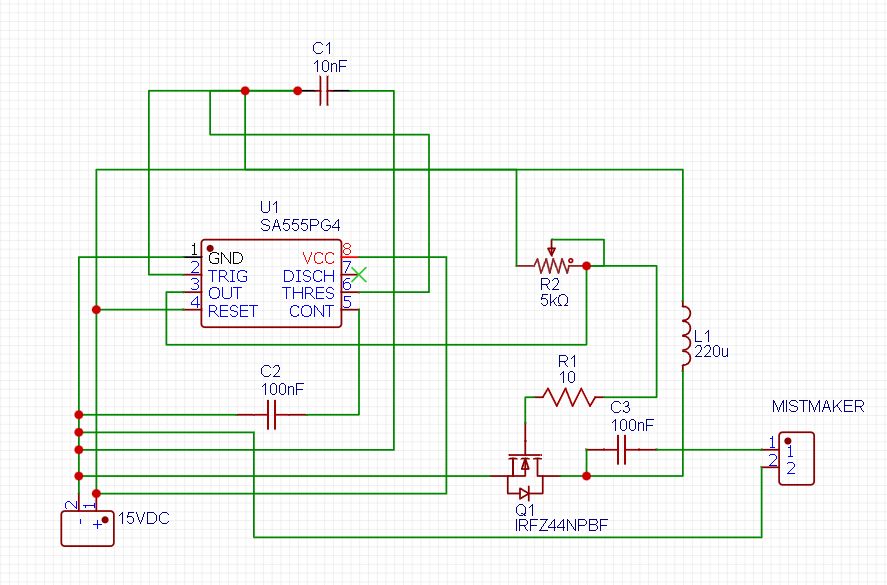 C1
10nF
U1
SA555PG4
1
GND
VCC
8
2
TRIG
DISCH
7
3
OUT
THRES
6
4
RESET
CONT
5
R2
5kΩ
L1
220u
C2
100nF
R1
10
C3
100nF
MISTMAKER
1
1
2
2
Q1
IRFZ44NPBF
2
1
- +
15VDC